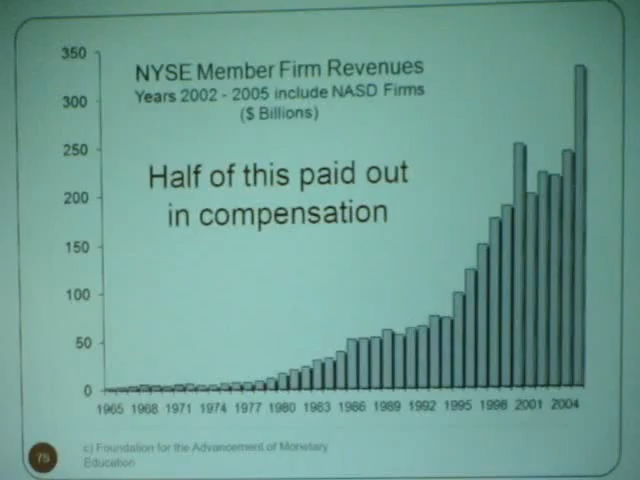 NYSE Member Firm Revenues
Years 2002 - 2005 include NASD Firms
($ Billions)
Half of this paid out
in compensation
350
300
250
200
150
100
50
0
1965 1968 1971 1974 1977 1980 1983 1986 1989 1992 1995 1998 2001 2004
75
c) Foundation for the Advancement of Monetary
Education